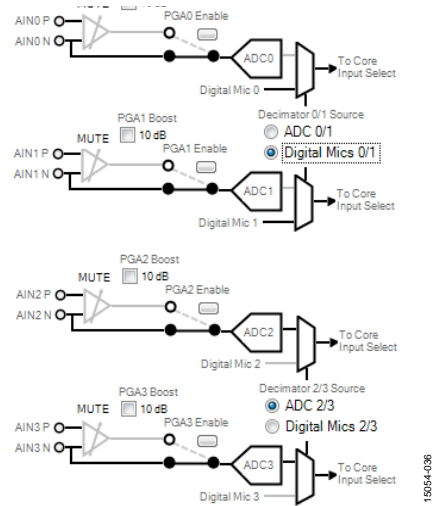 MUTE
10 dB
AIN0 P
PGA0 Enable
AIN0 N
ADC0
To Core
Input Select
Digital Mic 0
PGA1 Boost
Decimator 0/1 Source
MUTE
10 dB
ADC 0/1
AIN1 P
PGA1 Enable
Digital Mics 0/1
AIN1 N
ADC1
To Core
Input Select
Digital Mic 1
PGA2 Boost
MUTE
10 dB
AIN2 P
PGA2 Enable
AIN2 N
ADC2
To Core
Input Select
Digital Mic 2
PGA3 Boost
Decimator 2/3 Source
MUTE
10 dB
ADC 2/3
AIN3 P
PGA3 Enable
Digital Mics 2/3
AIN3 N
ADC3
To Core
Input Select
Digital Mic 3
15054-036